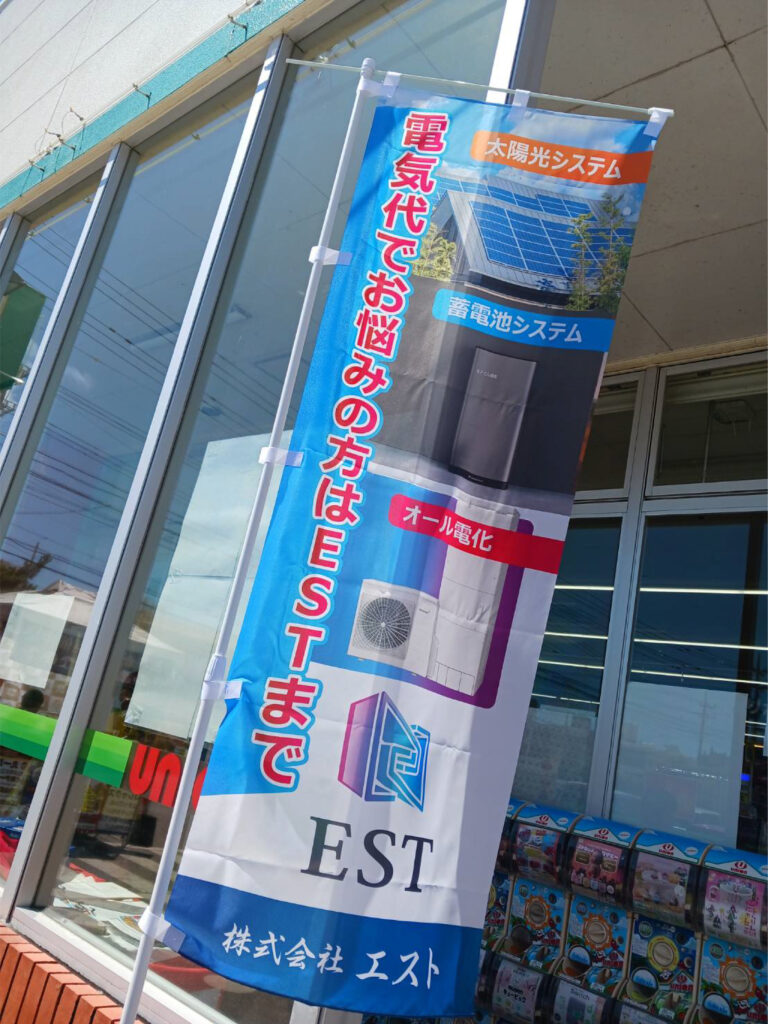 電気代でお悩みの方はESTまで
太陽光システム
蓄電池システム
オール電化
EST
株式会社 エスト
UNIO